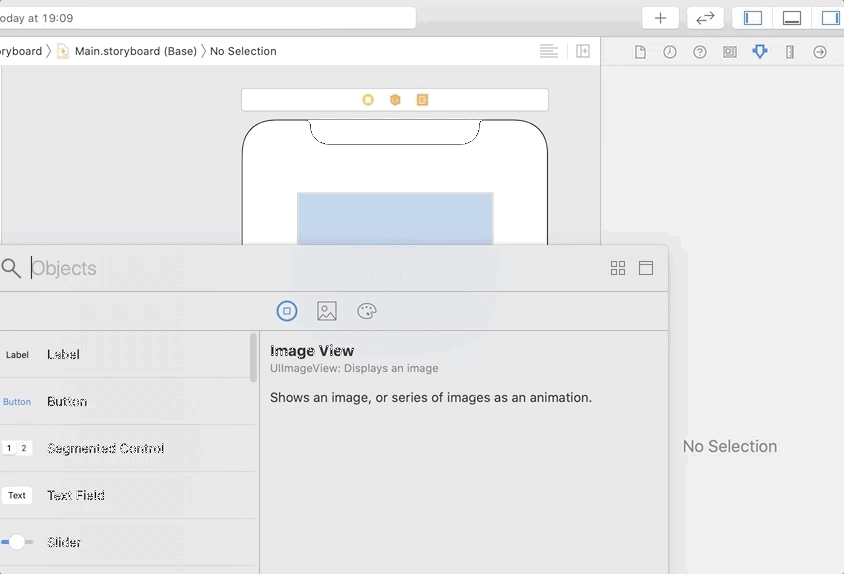 oday at 19:09
ryboard
Main.storyboard (Base)
No Selection
Objects
Label
Label
Image View
UIImageView: Displays an image
Button
Button
Shows an image, or series of images as an animation.
1 2
Segmented Control
No Selection
Text
Text Field
Slider